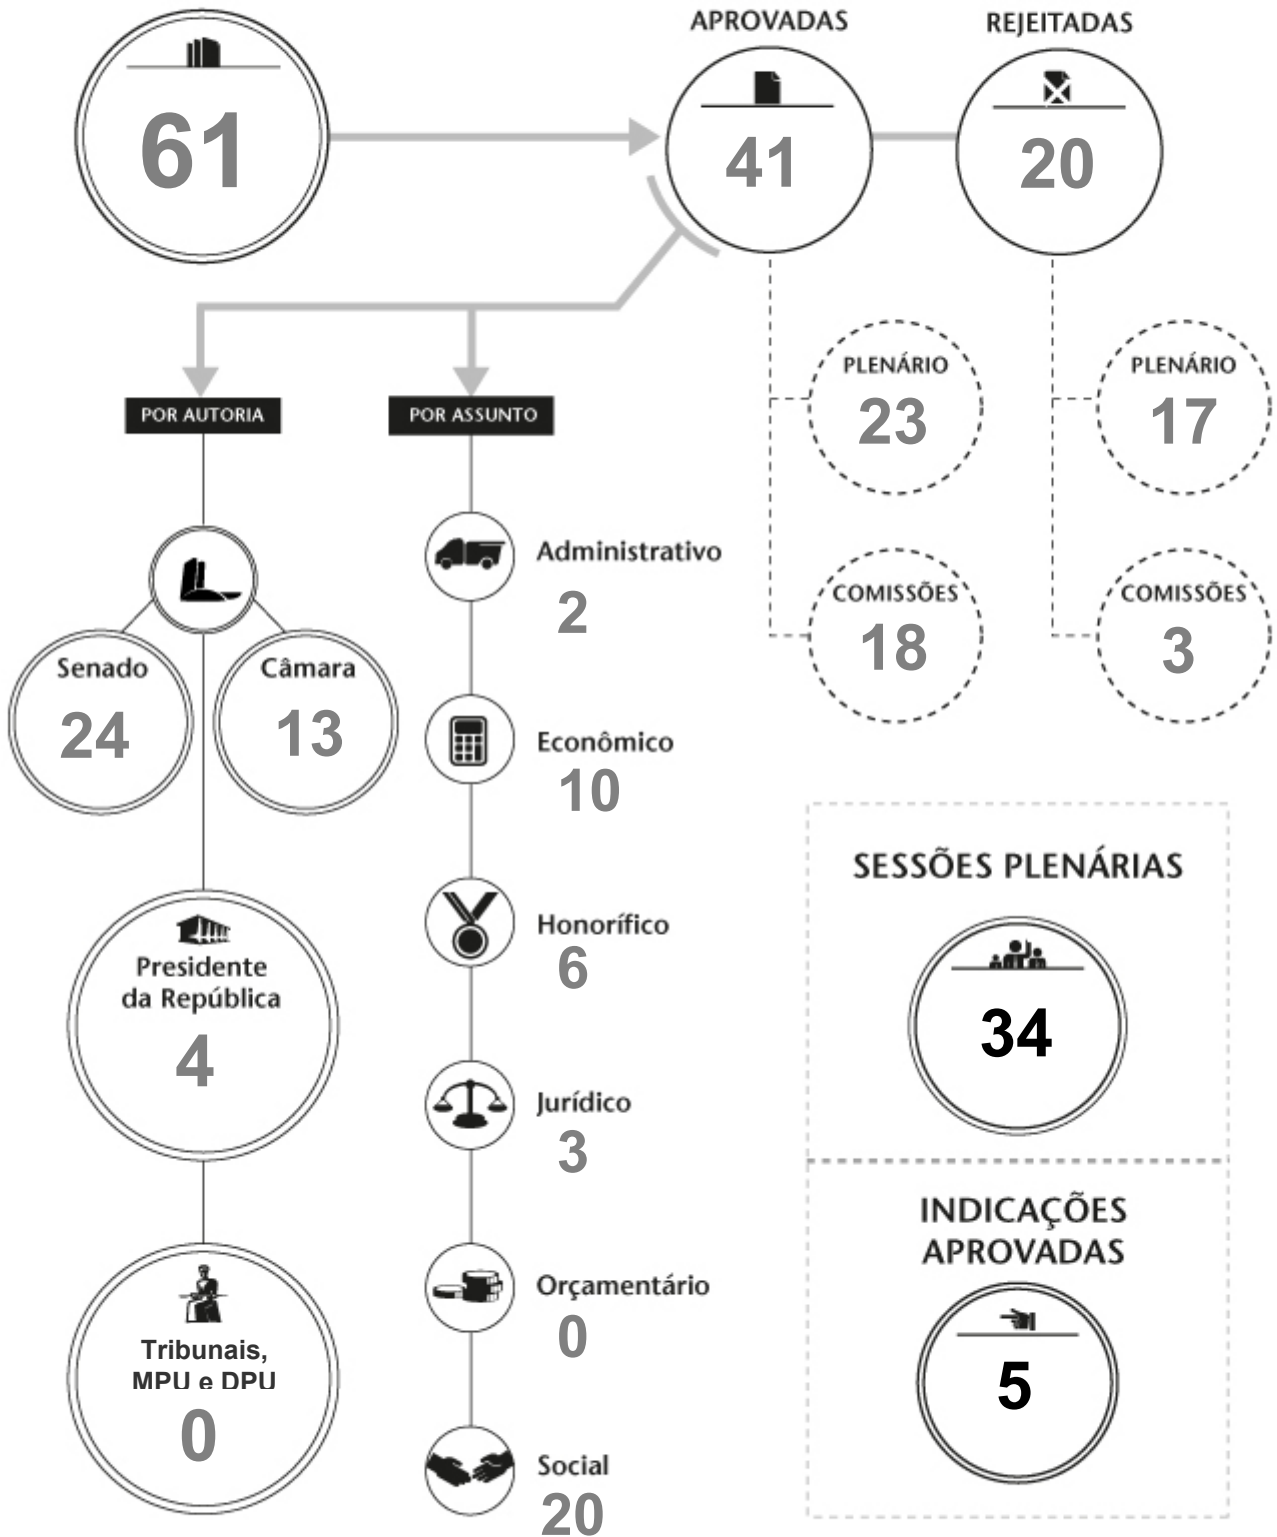 61
APROVADAS
41
REJEITADAS
20
PLENÁRIO
23
COMISSÕES
18
PLENÁRIO
17
COMISSÕES
3
POR AUTORIA
Senado
24
Câmara
13
Presidente
da República
4
Tribunais,
MPU e DPU
0
POR ASSUNTO
Administrativo
2
Econômico
10
Honorífico
6
Jurídico
3
Orçamentário
0
Social
20
SESSÕES PLENÁRIAS
34
INDICAÇÕES
APROVADAS
5